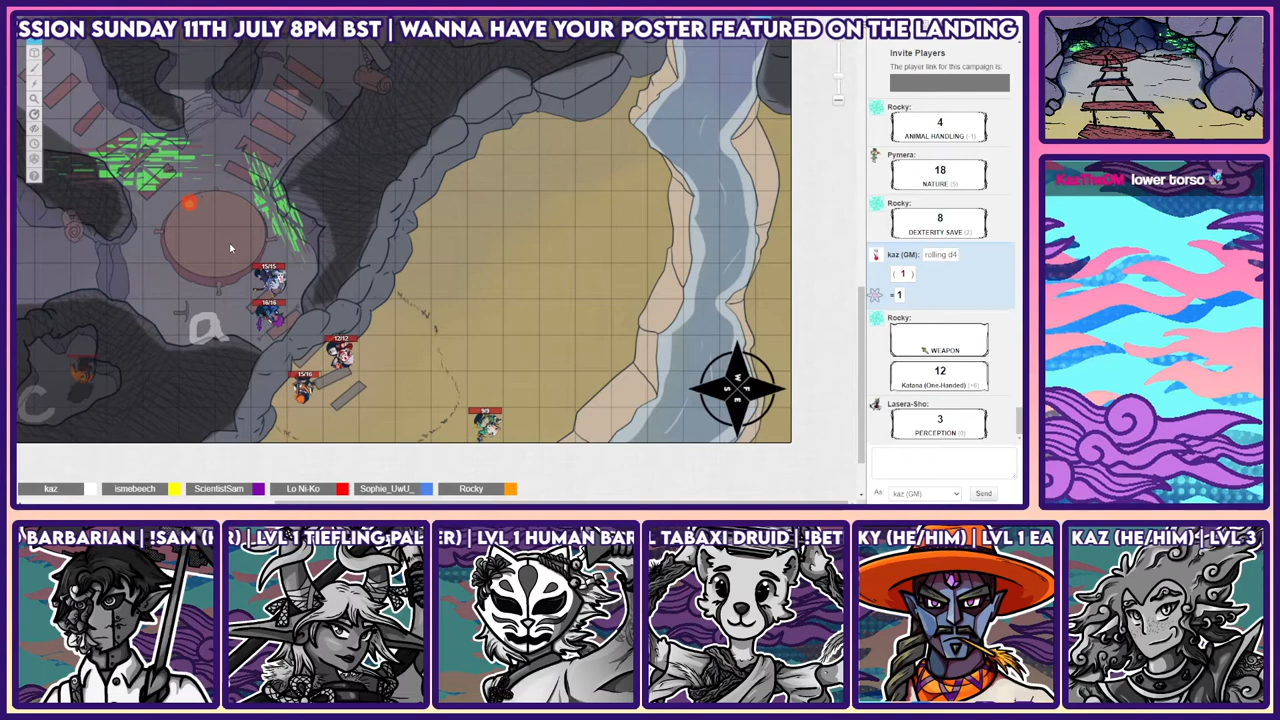 SSION SUNDAY 11TH JULY 8PM BST | WANNA HAVE YOUR POSTER FEATURED ON THE LANDING
Invite Players
The player link for this campaign is:
Rocky:
4
ANIMAL HANDLING (-1)
Pymera:
18
NATURE (5)
Rocky:
8
DEXTERITY SAVE (2)
kaz (GM): rolling d4
( 1 )
= 1
Rocky:
WEAPON
12
Katana (One-Handed) (+6)
Lasera-Sho:
3
PERCEPTION (0)
As: kaz (GM) Send
KazTheDM lower torso
15/15
16/16
12/12
15/16
9/9
a
C
N
E
S
kaz ismebeech ScientistSam Lo Ni-Ko Sophie_UwU_ Rocky
BARBARIAN | !SAM (H
R) | LVL 1 TIEFLING PAL
ER) | LVL 1 HUMAN BAR
L TABAXI DRUID | !BET
KY (HE/HIM) | LVL 1 EA
KAZ (HE/HIM) | LVL 3